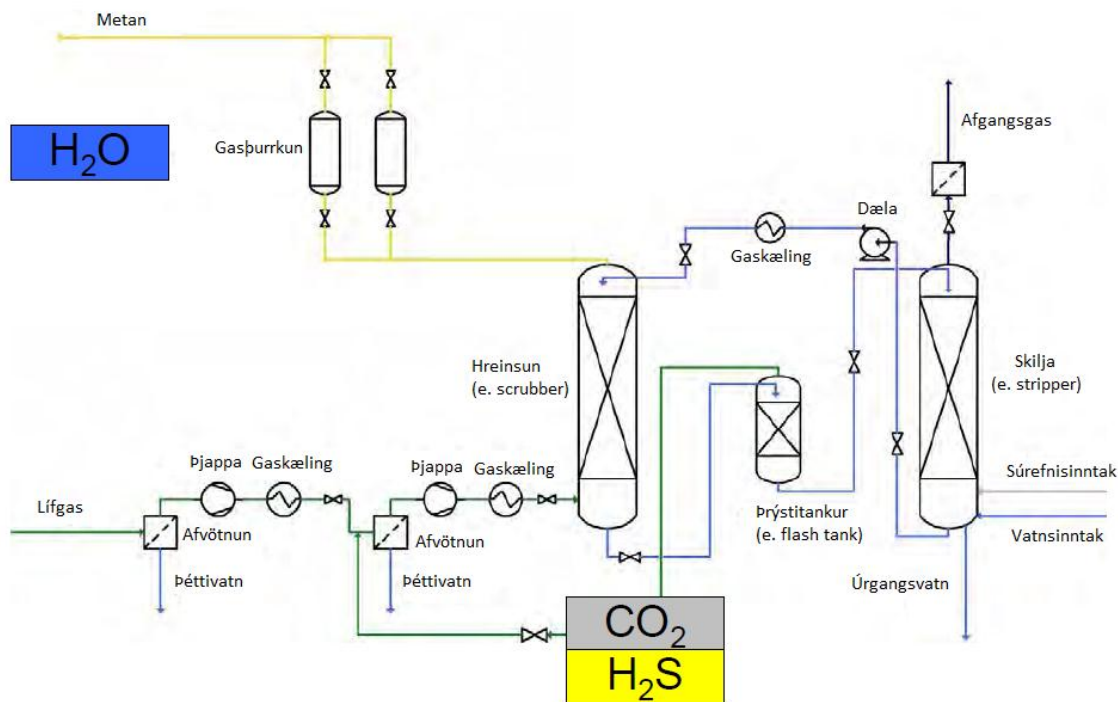 Metan
H₂O
Gasþurrkun
Afgangsgas
Dæla
Gaskæling
Hreinsun
(e. scrubber)
Skilja
(e. stripper)
Þjappa
Gaskæling
Þjappa
Gaskæling
Súrefnisinntak
Lífgas
Afvötnun
Afvötnun
Þrýstitankur
(e. flash tank)
Vatnsinntak
Þéttivatn
Þéttivatn
Úrgangsvatn
CO₂
H₂S